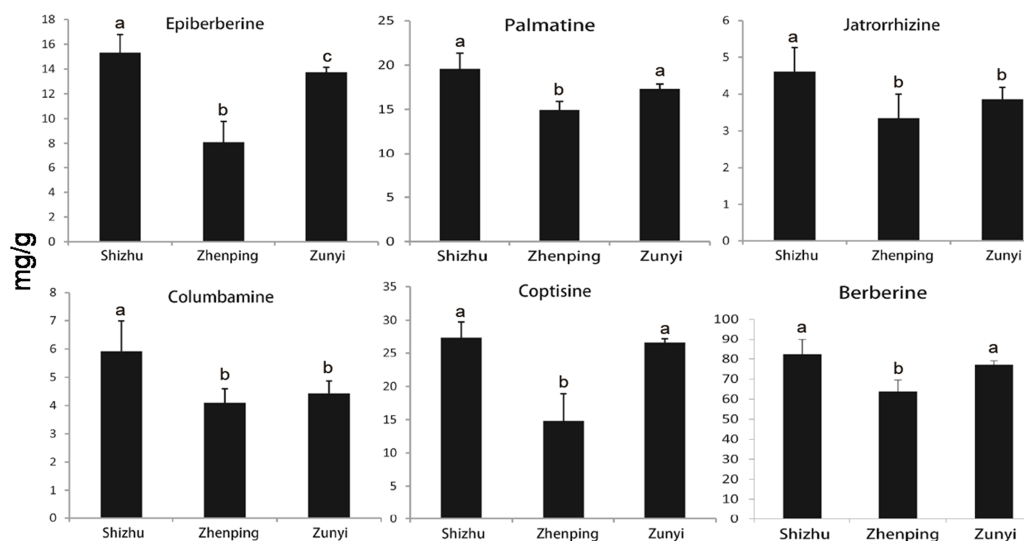 mg/g
Epiberberine
18
16
14
12
10
8
6
4
2
0
a
b
c
Shizhu Zhenping Zunyi
Palmatine
25
20
15
10
5
0
a
b
a
Shizhu Zhenping Zunyi
Jatrorrhizine
6
5
4
3
2
1
0
a
b
b
Shizhu Zhenping Zunyi
Columbamine
8
7
6
5
4
3
2
1
0
a
b
b
Shizhu Zhenping Zunyi
Coptisine
35
30
25
20
15
10
5
0
a
b
a
Shizhu Zhenping Zunyi
Berberine
100
90
80
70
60
50
40
30
20
10
0
a
b
a
Shizhu Zhenping Zunyi